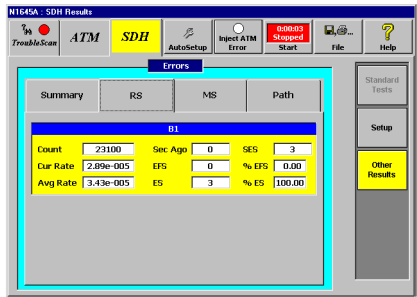 N1645A : SDH Results
TroubleScan ATM SDH AutoSetup Inject ATM Error 0:00:03 Stopped Start File Help
Errors
Summary RS MS Path
B1
Count 23100 Sec Ago 0 SES 3
Cur Rate 2.89e-005 EFS 0 % EFS 0.00
Avg Rate 3.43e-005 ES 3 % ES 100.00
Standard Tests
Setup
Other Results